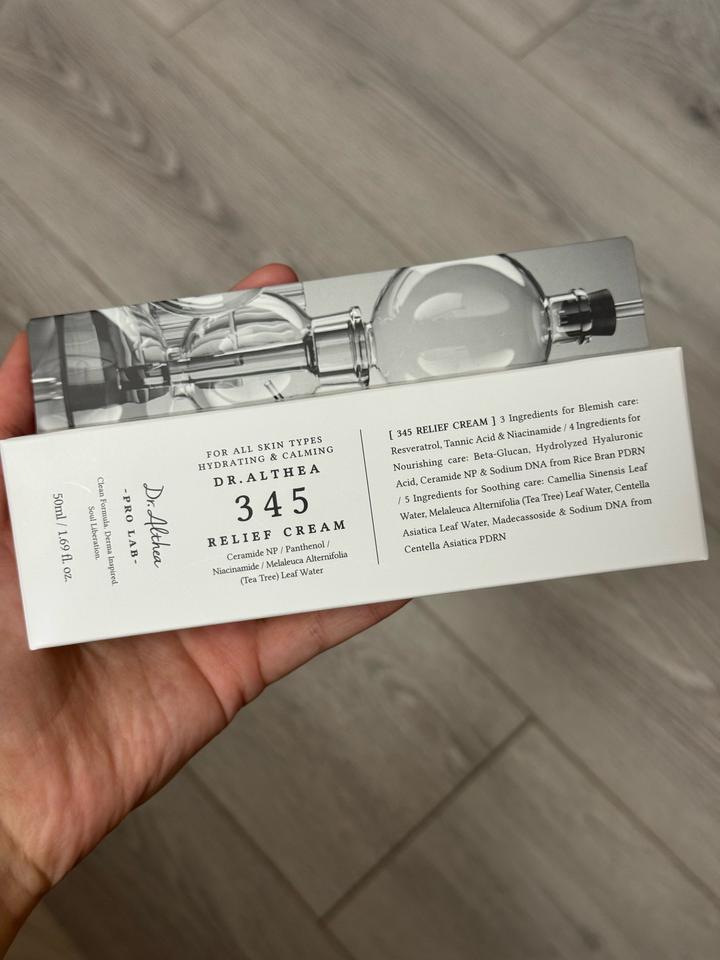 Dr.Althea
-PRO LAB-
Clean Formula. Derma Inspired.
Soul Liberation.
50ml / 1.69 fl. oz.
FOR ALL SKIN TYPES
HYDRATING & CALMING
DR.ALTHEA
345
RELIEF CREAM
Ceramide NP / Panthenol /
Niacinamide / Melaleuca Alternifolia
(Tea Tree) Leaf Water
[ 345 RELIEF CREAM ] 3 Ingredients for Blemish care:
Resveratrol, Tannic Acid & Niacinamide / 4 Ingredients for
Nourishing care: Beta-Glucan, Hydrolyzed Hyaluronic
Acid, Ceramide NP & Sodium DNA from Rice Bran PDRN
/ 5 Ingredients for Soothing care: Camellia Sinensis Leaf
Water, Melaleuca Alternifolia (Tea Tree) Leaf Water, Centella
Asiatica Leaf Water, Madecassoside & Sodium DNA from
Centella Asiatica PDRN